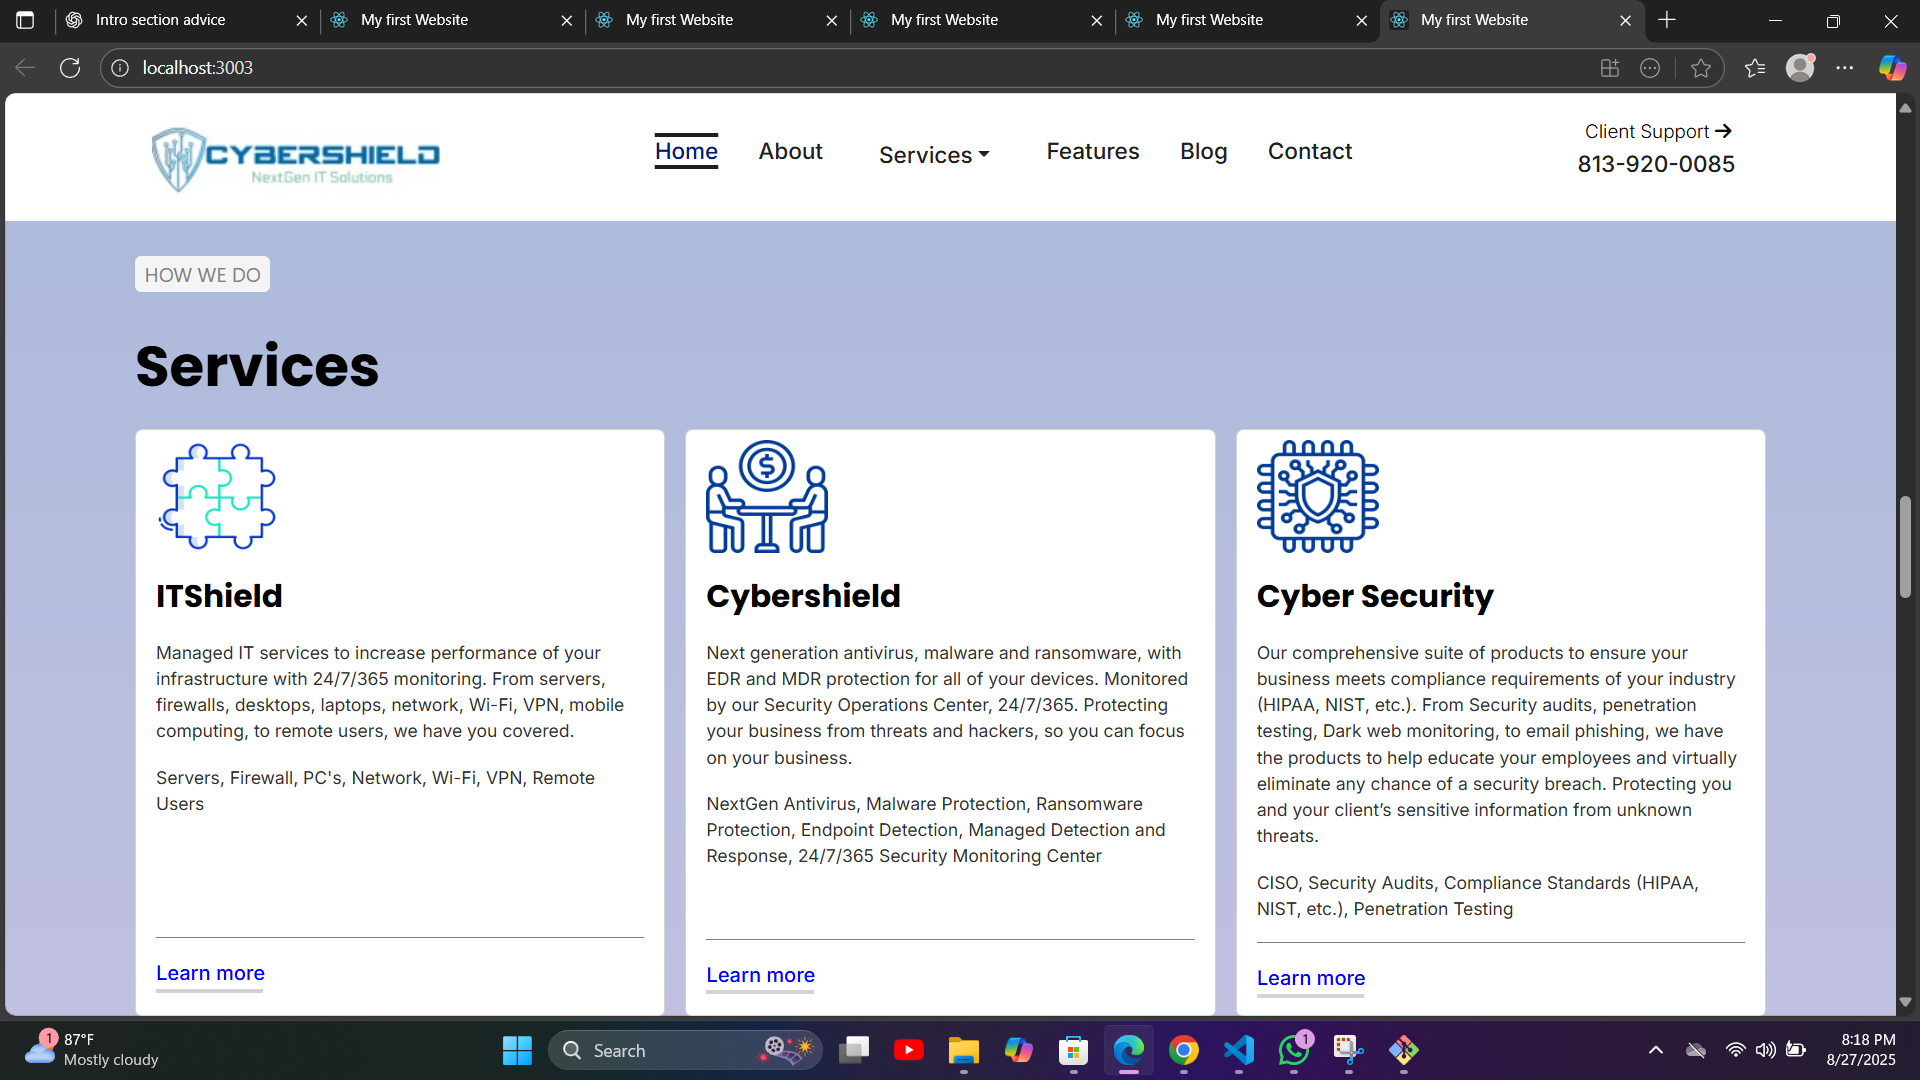 Intro section advice
My first Website
My first Website
My first Website
My first Website
My first Website
localhost:3003
CYBERSHIELD
NextGen IT Solutions
Home
About
Services
Features
Blog
Contact
Client Support
813-920-0085
HOW WE DO
Services
$
ITShield
Managed IT services to increase performance of your
infrastructure with 24/7/365 monitoring. From servers,
firewalls, desktops, laptops, network, Wi-Fi, VPN, mobile
computing, to remote users, we have you covered.
Servers, Firewall, PC's, Network, Wi-Fi, VPN, Remote
Users
Learn more
Cybershield
Next generation antivirus, malware and ransomware, with
EDR and MDR protection for all of your devices. Monitored
by our Security Operations Center, 24/7/365. Protecting
your business from threats and hackers, so you can focus
on your business.
NextGen Antivirus, Malware Protection, Ransomware
Protection, Endpoint Detection, Managed Detection and
Response, 24/7/365 Security Monitoring Center
Learn more
Cyber Security
Our comprehensive suite of products to ensure your
business meets compliance requirements of your industry
(HIPAA, NIST, etc.). From Security audits, penetration
testing, Dark web monitoring, to email phishing, we have
the products to help educate your employees and virtually
eliminate any chance of a security breach. Protecting you
and your client’s sensitive information from unknown
threats.
CISO, Security Audits, Compliance Standards (HIPAA,
NIST, etc.), Penetration Testing
Learn more
1
87°F
Mostly cloudy
Search
1
8:18 PM
8/27/2025